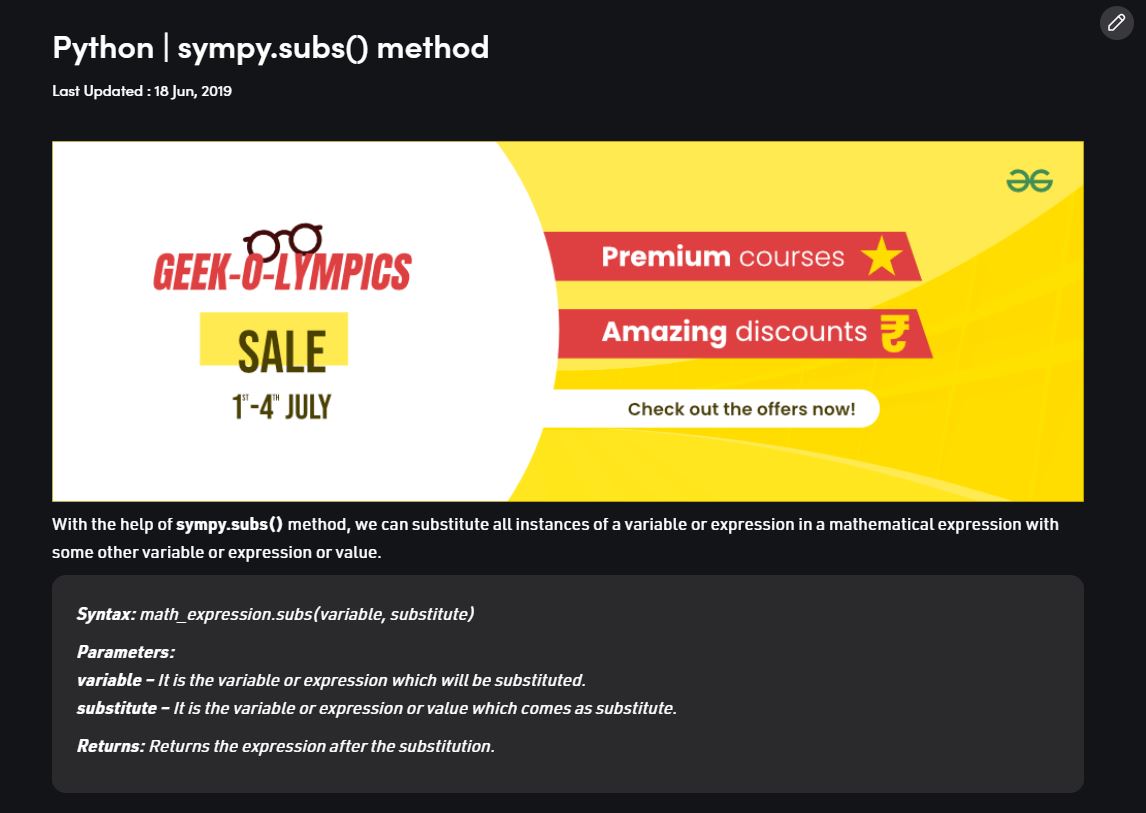 Python | sympy.subs() method
Last Updated : 18 Jun, 2019
GEEK-O-LYMPICS
SALE
1ST-4TH JULY
Premium courses
Amazing discounts ₹
Check out the offers now!
With the help of sympy.subs() method, we can substitute all instances of a variable or expression in a mathematical expression with
some other variable or expression or value.
Syntax: math_expression.subs(variable, substitute)
Parameters:
variable – It is the variable or expression which will be substituted.
substitute – It is the variable or expression or value which comes as substitute.
Returns: Returns the expression after the substitution.